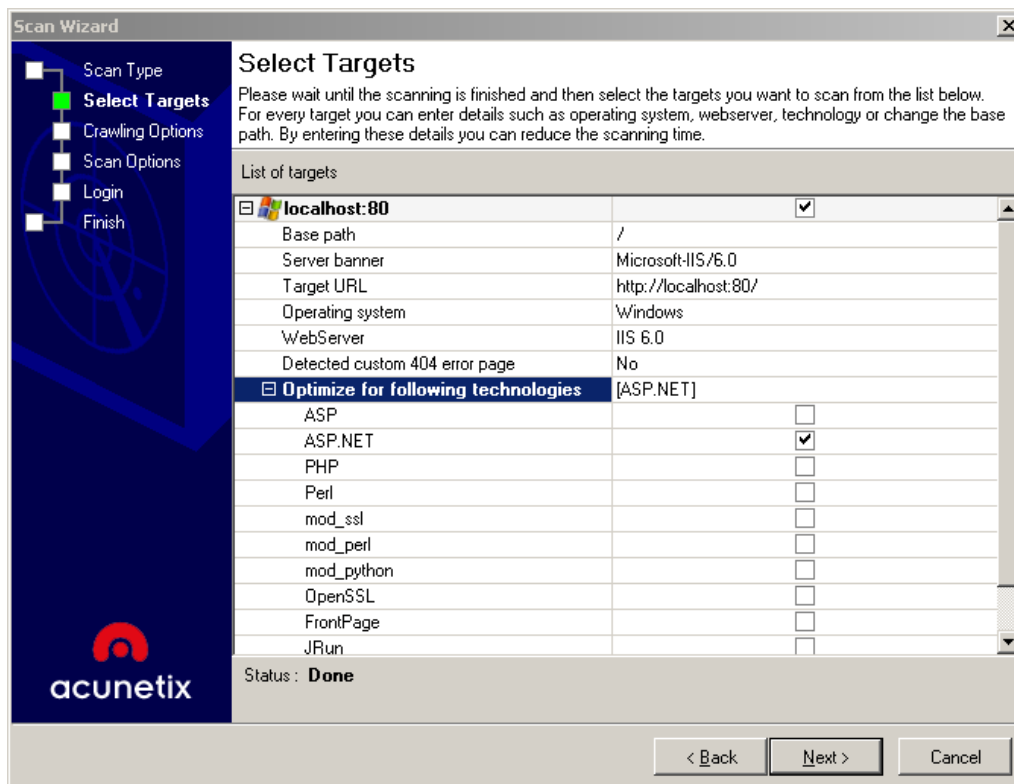 Scan Wizard
Scan Type
Select Targets
Crawling Options
Scan Options
Login
Finish
acunetix
Select Targets
Please wait until the scanning is finished and then select the targets you want to scan from the list below.
For every target you can enter details such as operating system, webserver, technology or change the base
path. By entering these details you can reduce the scanning time.
List of targets
localhost:80
Base path /
Server banner Microsoft-IIS/6.0
Target URL http://localhost:80/
Operating system Windows
WebServer IIS 6.0
Detected custom 404 error page No
Optimize for following technologies [ASP.NET]
ASP
ASP.NET
PHP
Perl
mod_ssl
mod_perl
mod_python
OpenSSL
FrontPage
JRun
Status : Done
< Back Next > Cancel